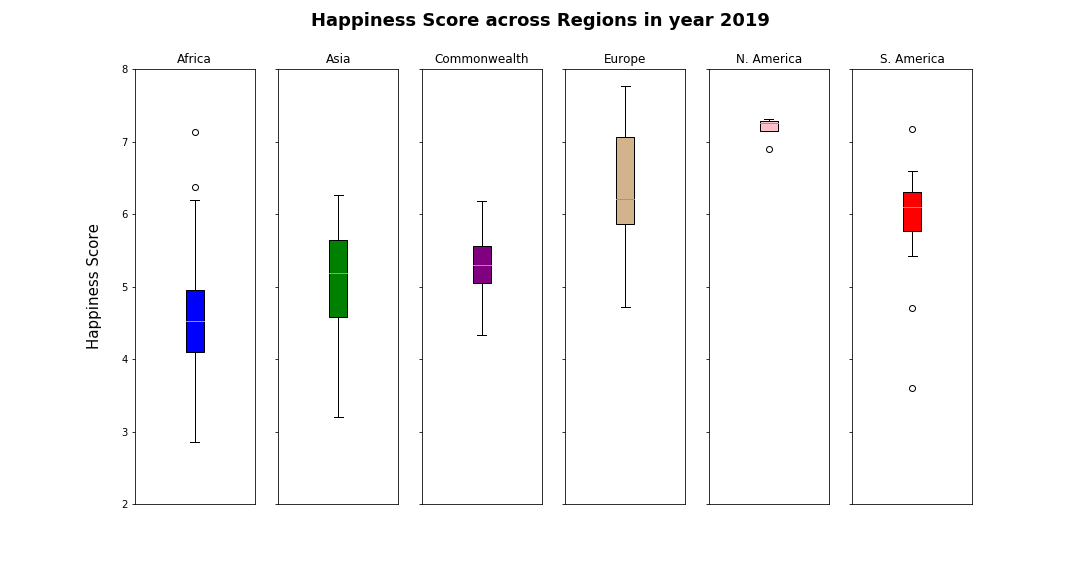 Happiness Score across Regions in year 2019
Africa
Asia
Commonwealth
Europe
N. America
S. America
Happiness Score
8
7
6
5
4
3
2